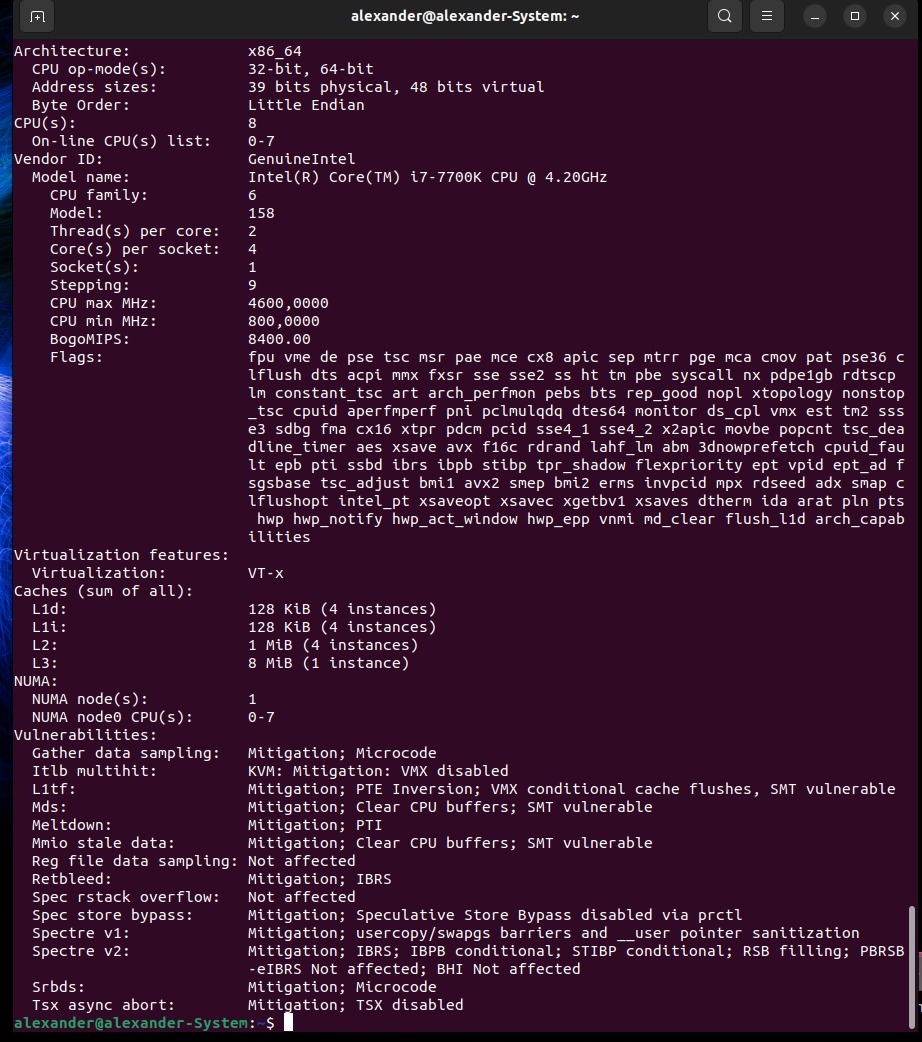 alexander@alexander-System: ~
Architecture: x86_64
CPU op-mode(s): 32-bit, 64-bit
Address sizes: 39 bits physical, 48 bits virtual
Byte Order: Little Endian
CPU(s): 8
On-line CPU(s) list: 0-7
Vendor ID: GenuineIntel
Model name: Intel(R) Core(TM) i7-7700K CPU @ 4.20GHz
CPU family: 6
Model: 158
Thread(s) per core: 2
Core(s) per socket: 4
Socket(s): 1
Stepping: 9
CPU max MHz: 4600,0000
CPU min MHz: 800,0000
BogoMIPS: 8400.00
Flags: fpu vme de pse tsc msr pae mce cx8 apic sep mtrr pge mca cmov pat pse36 c
lflush dts acpi mmx fxsr sse sse2 ss ht tm pbe syscall nx pdpe1gb rdtscp
lm constant_tsc art arch_perfmon pebs bts rep_good nopl xtopology nonstop
_tsc cpuid aperfmperf pni pclmulqdq dtes64 monitor ds_cpl vmx est tm2 sss
e3 sdbg fma cx16 xtpr pdcm pcid sse4_1 sse4_2 x2apic movbe popcnt tsc_dea
dline_timer aes xsave avx f16c rdrand lahf_lm abm 3dnowprefetch cpuid_fau
lt epb pti ssbd ibrs ibpb stibp tpr_shadow flexpriority ept vpid ept_ad f
sgsbase tsc_adjust bmi1 avx2 smep bmi2 erms invpcid mpx rdseed adx smap c
lflushopt intel_pt xsaveopt xsavec xgetbv1 xsaves dtherm ida arat pln pts
hwp hwp_notify hwp_act_window hwp_epp vnmi md_clear flush_l1d arch_capab
ilities
Virtualization features:
Virtualization: VT-x
Caches (sum of all):
L1d: 128 KiB (4 instances)
L1i: 128 KiB (4 instances)
L2: 1 MiB (4 instances)
L3: 8 MiB (1 instance)
NUMA:
NUMA node(s): 1
NUMA node0 CPU(s): 0-7
Vulnerabilities:
Gather data sampling: Mitigation; Microcode
Itlb multihit: KVM: Mitigation: VMX disabled
L1tf: Mitigation; PTE Inversion; VMX conditional cache flushes, SMT vulnerable
Mds: Mitigation; Clear CPU buffers; SMT vulnerable
Meltdown: Mitigation; PTI
Mmio stale data: Mitigation; Clear CPU buffers; SMT vulnerable
Reg file data sampling: Not affected
Retbleed: Mitigation; IBRS
Spec rstack overflow: Not affected
Spec store bypass: Mitigation; Speculative Store Bypass disabled via prctl
Spectre v1: Mitigation; usercopy/swapgs barriers and __user pointer sanitization
Spectre v2: Mitigation; IBRS; IBPB conditional; STIBP conditional; RSB filling; PBRSB
-eIBRS Not affected; BHI Not affected
Srbds: Mitigation; Microcode
Tsx async abort: Mitigation; TSX disabled
alexander@alexander-System:~$